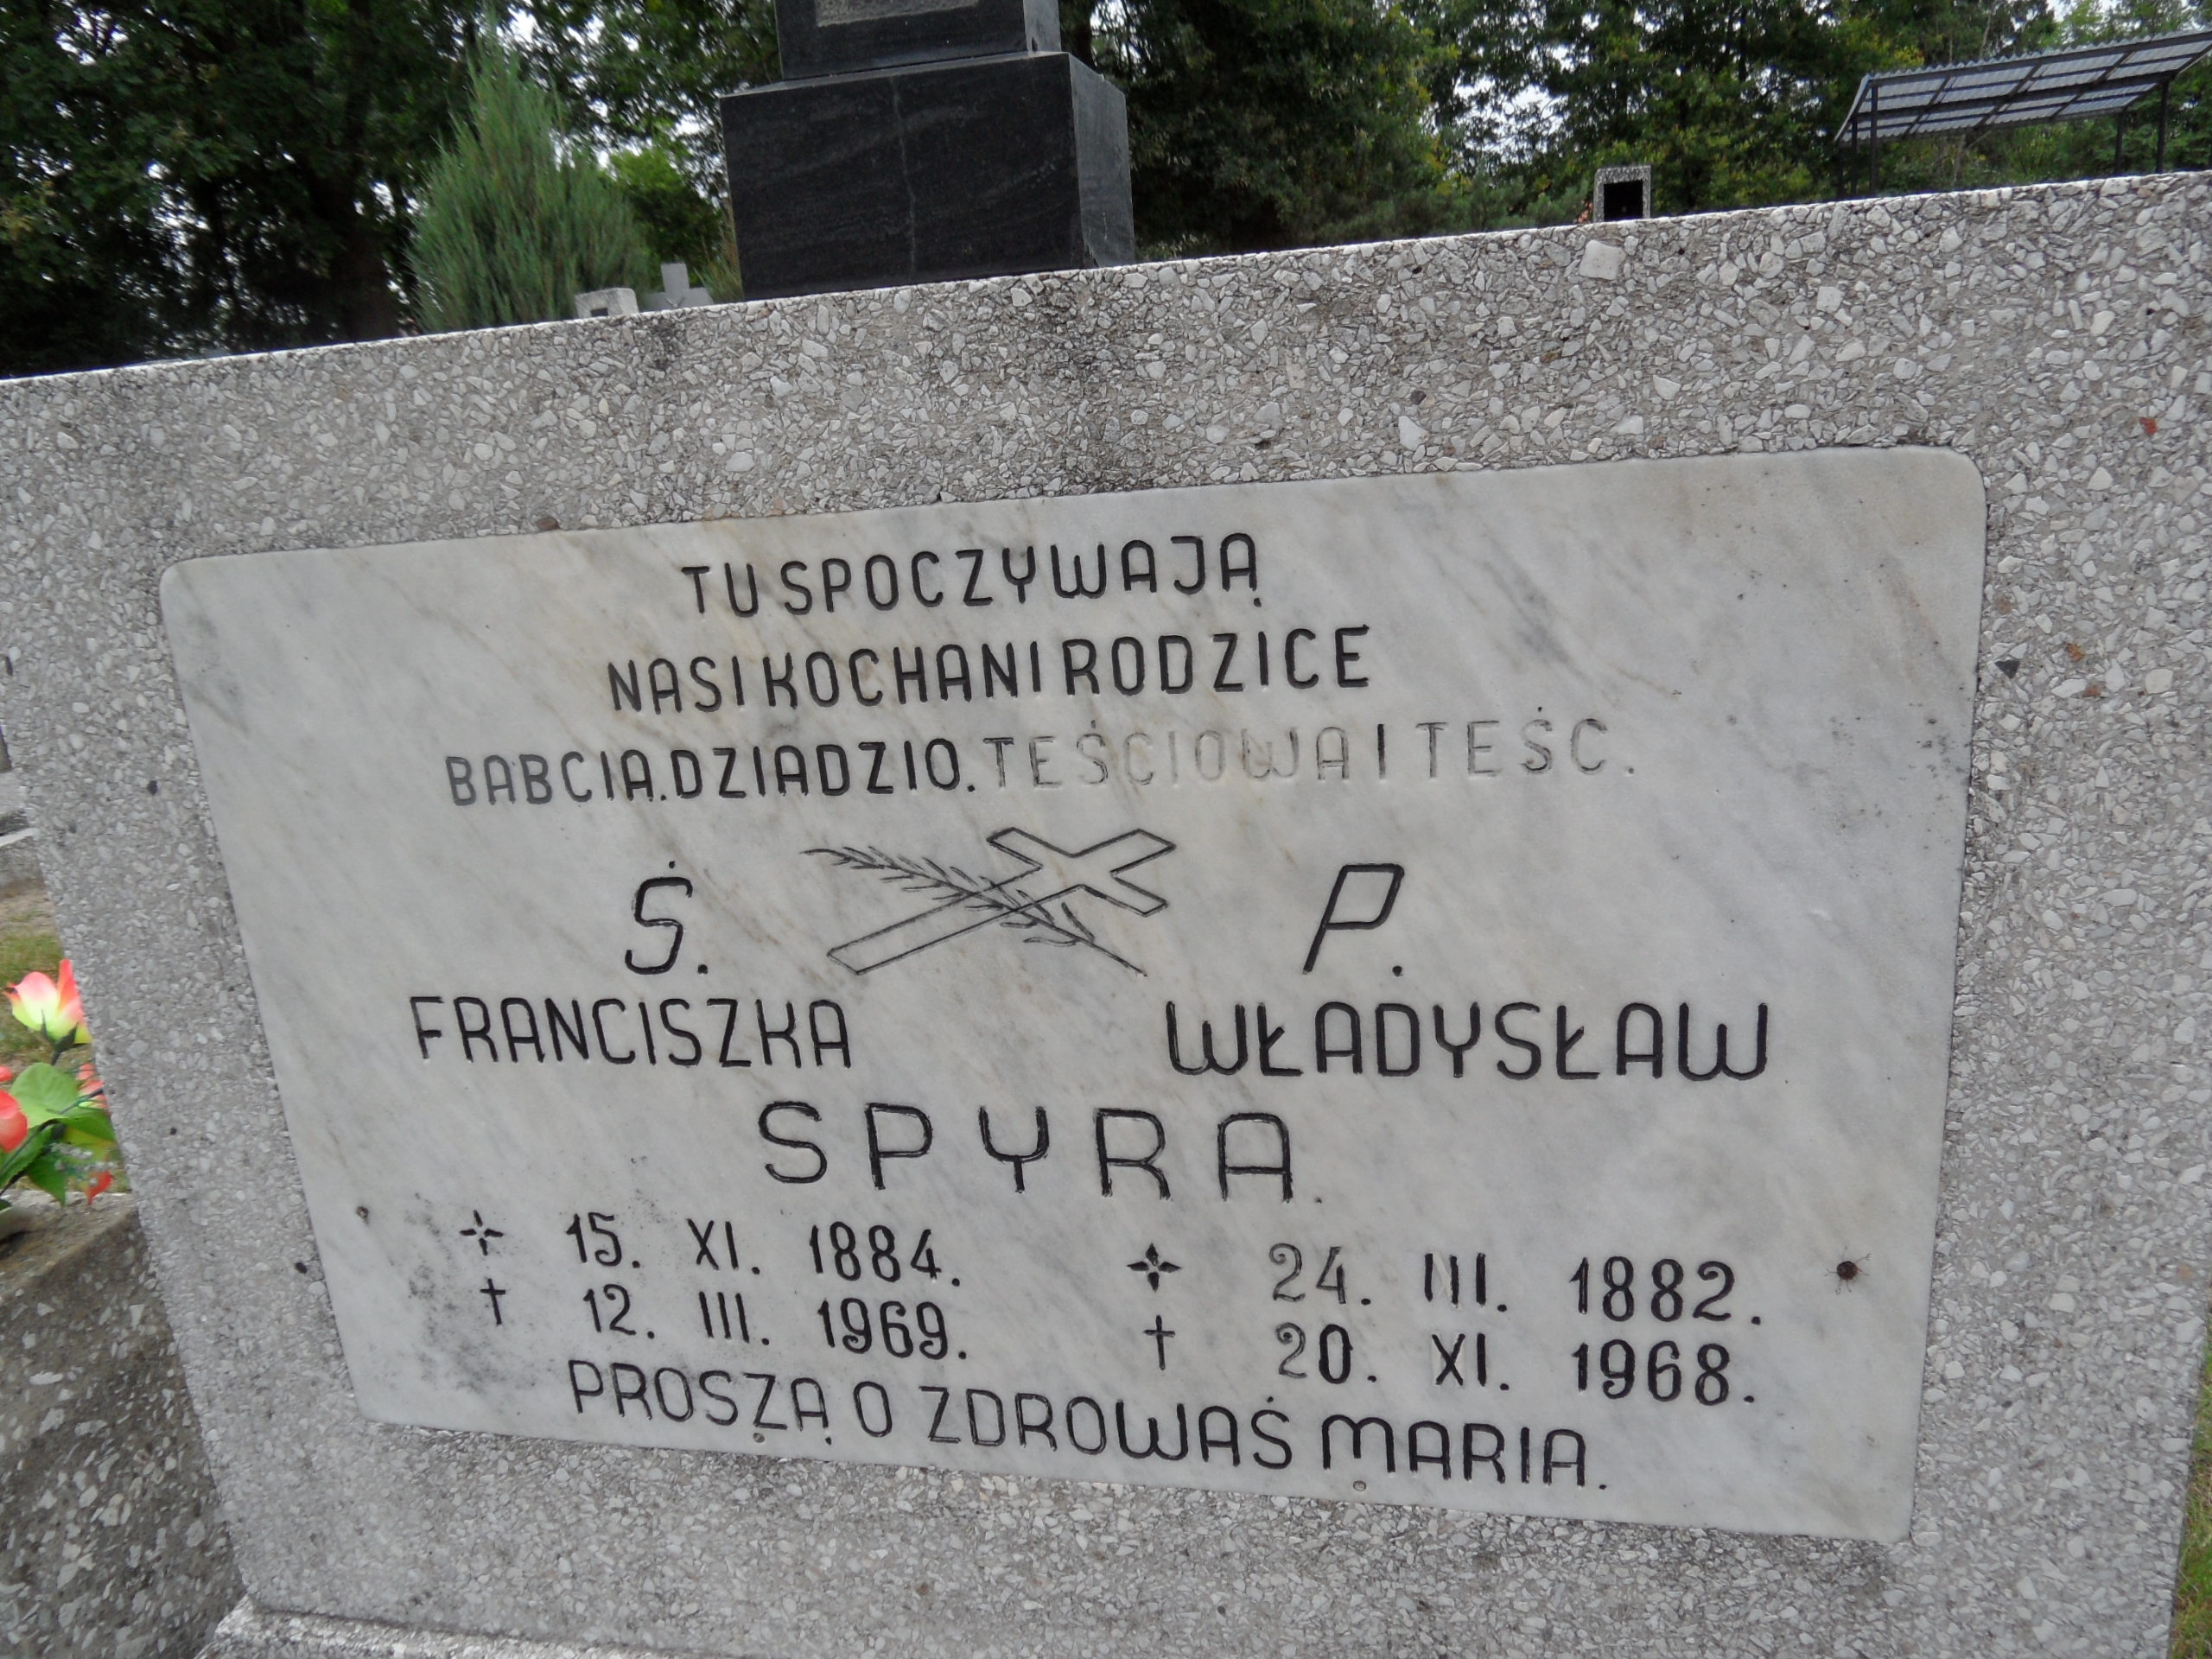 TU SPOCZYWAJĄ
NASI KOCHANI RODZICE
BABCIA. DZIADZIO. TEŚCIOWA I TEŚC.
Ś. P.
FRANCISZKA WŁADYSŁAW
SPYRA.
15. XI. 1884. 24. III. 1882.
† 12. III. 1969. † 20. XI. 1968.
PROSZĄ O ZDROWAŚ MARIA.